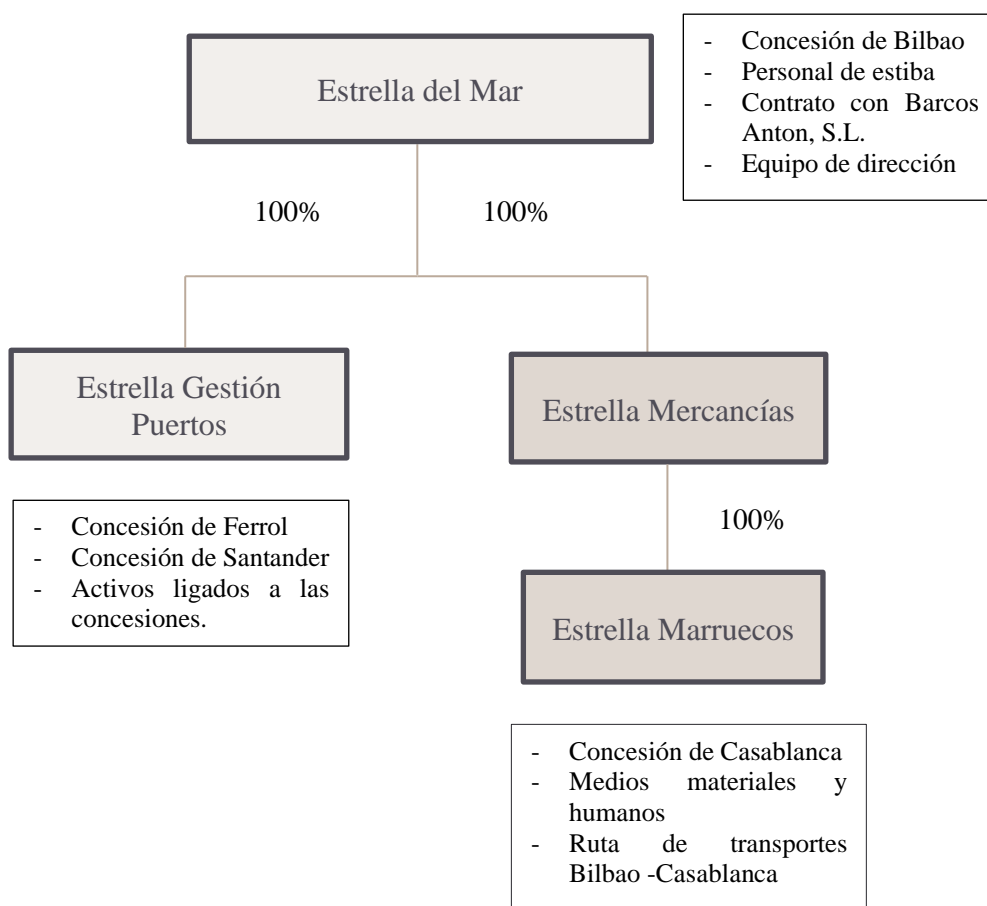 Estrella del Mar
- Concesión de Bilbao
- Personal de estiba
- Contrato con Barcos
Anton, S.L.
- Equipo de dirección
100% 100%
Estrella Gestión
Puertos
Estrella Mercancías
- Concesión de Ferrol
- Concesión de Santander
- Activos ligados a las
concesiones.
100%
Estrella Marruecos
- Concesión de Casablanca
- Medios materiales y
humanos
- Ruta de transportes
Bilbao -Casablanca